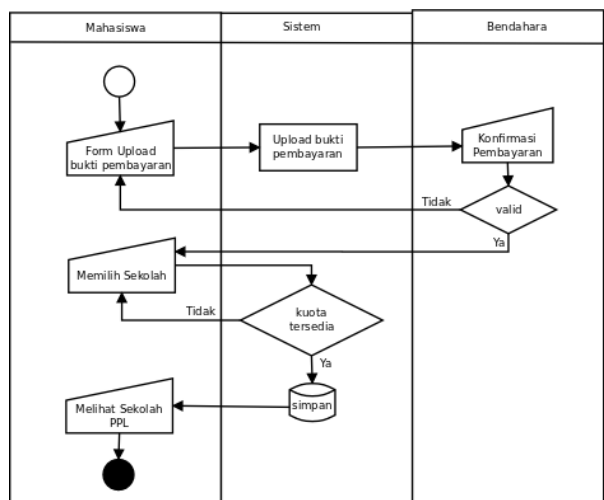 Mahasiswa
Sistem
Bendahara
Form Upload
bukti pembayaran
Upload bukti
pembayaran
Konfirmasi
Pembayaran
Tidak
valid
Ya
Memilih Sekolah
Tidak
kuota
tersedia
Ya
simpan
Melihat Sekolah
PPL